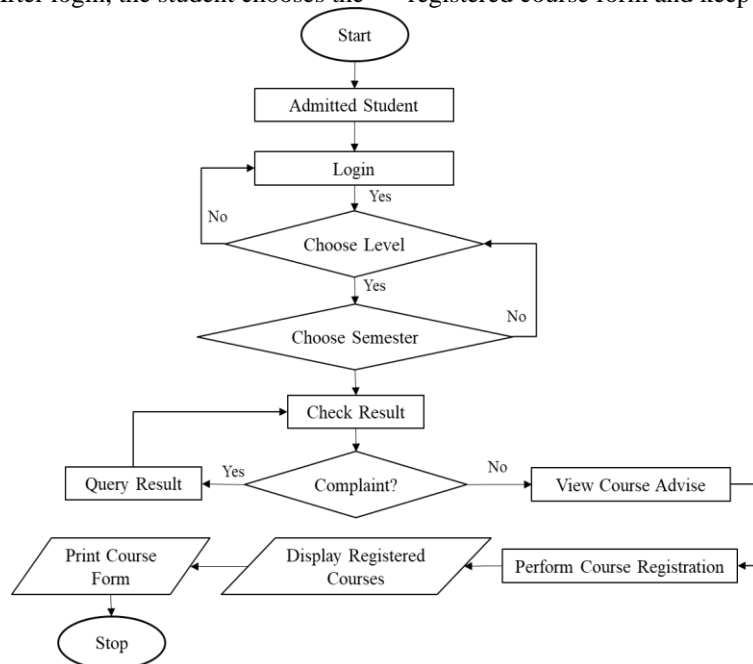 After login, the student chooses the registered course form and keep
Start
Admitted Student
Login
Yes
No
Choose Level
Yes
No
Choose Semester
Check Result
Yes
No
Query Result
Complaint?
View Course Advise
Print Course
Form
Display Registered
Courses
Perform Course Registration
Stop